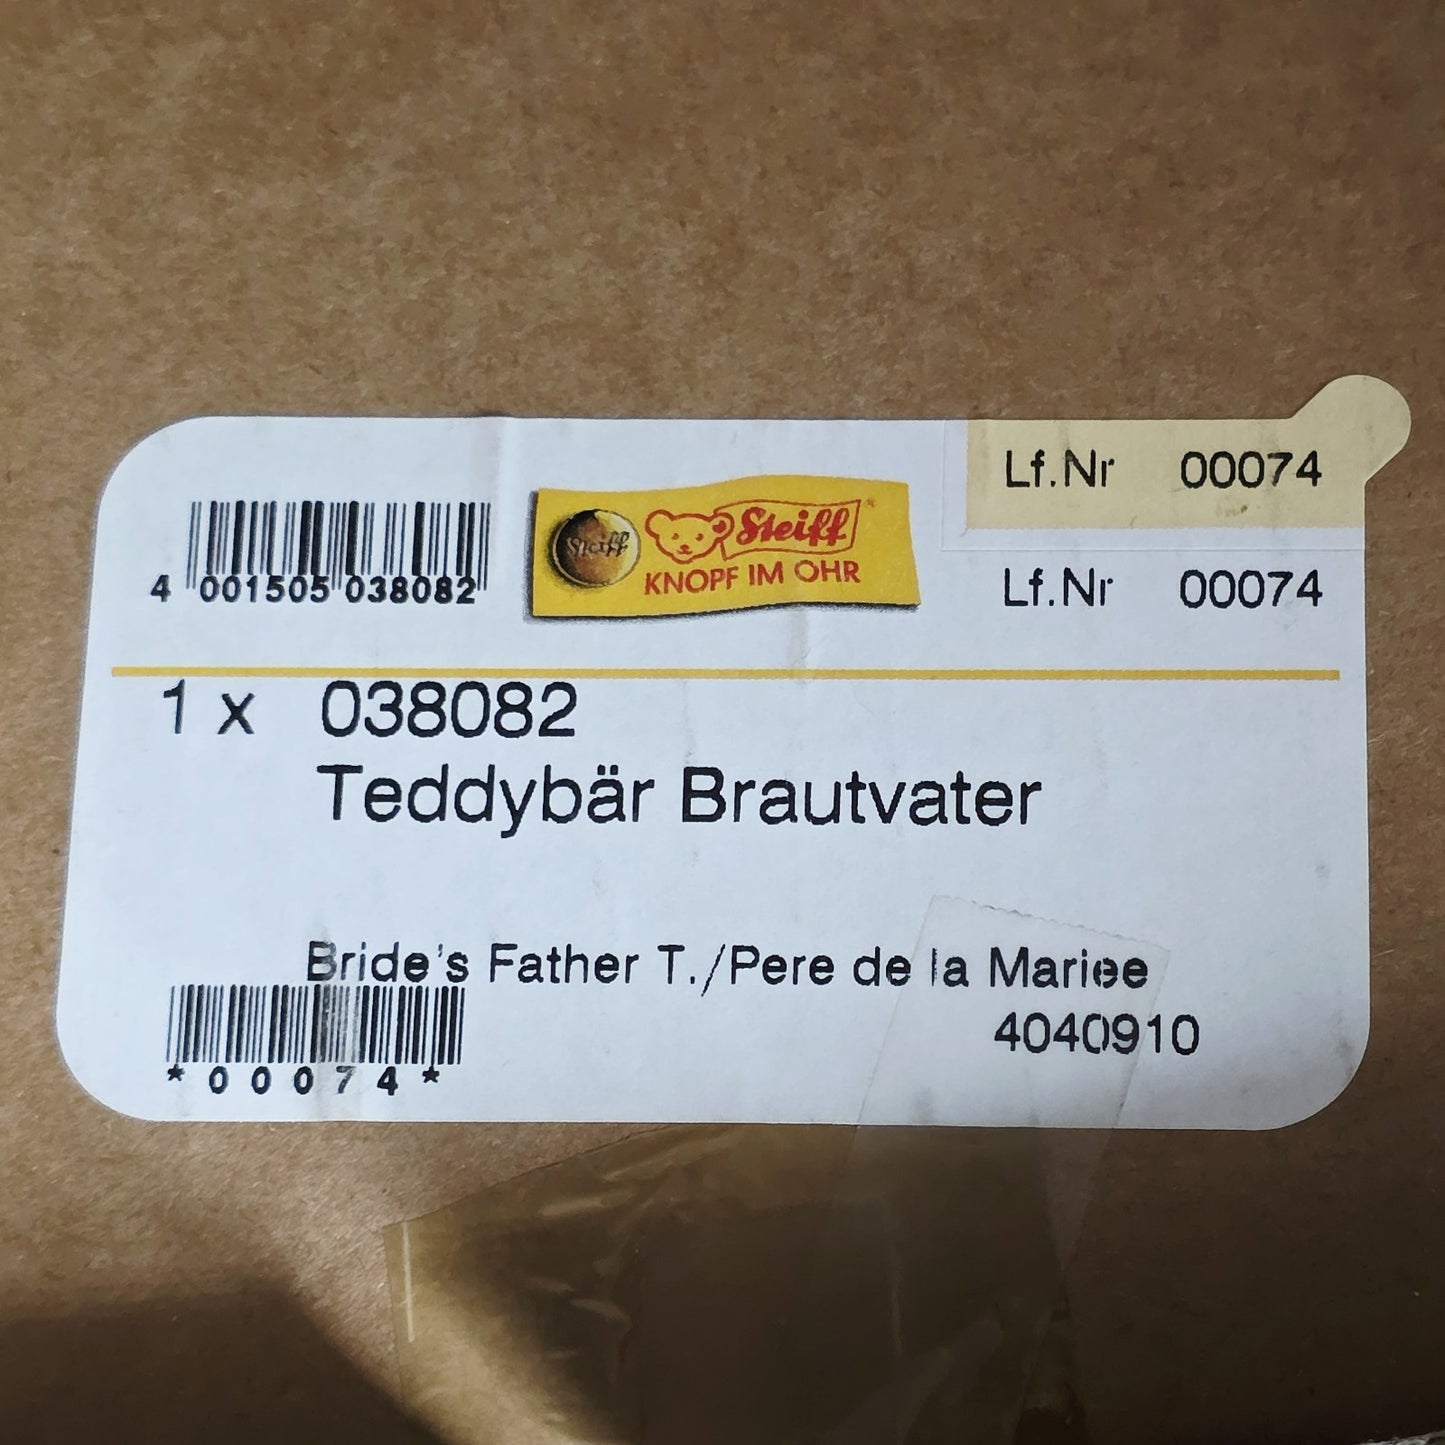 Lf.Nr 00074
4 001505 038082
Steiff
Steiff
KNOPF IM OHR
Lf.Nr 00074
1 x 038082
Teddybär Brautvater
Bride's Father T./Pere de la Mariee
4040910
*00074*